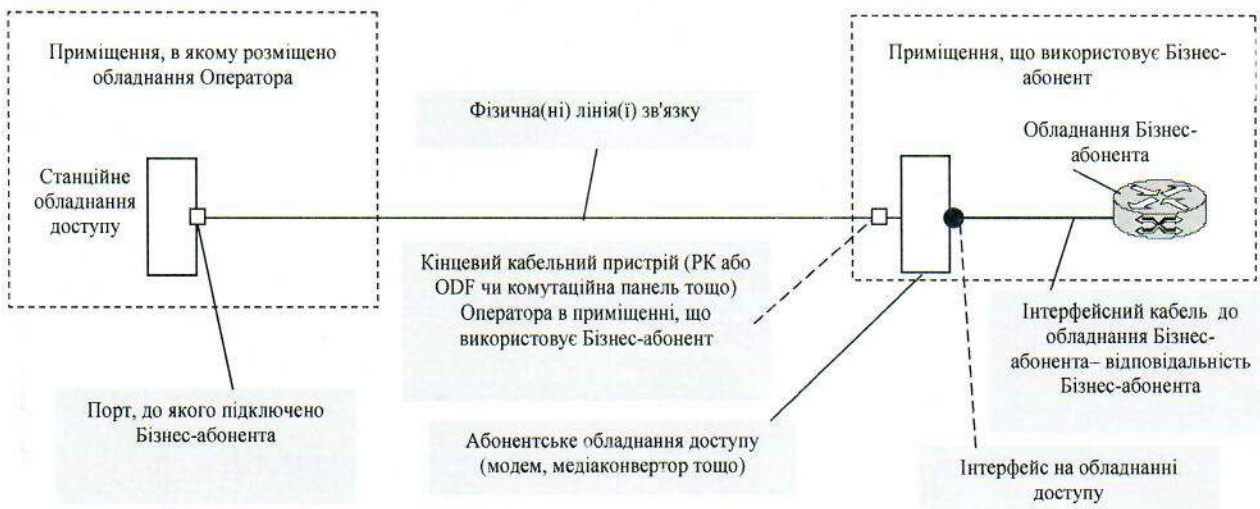 Приміщення, в якому розміщено
обладнання Оператора
Станційне
обладнання
доступу
Фізична(ні) лінія(ї) зв'язку
Приміщення, що використовує Бізнес-
абонент
Обладнання Бізнес-
абонента
Кінцевий кабельний пристрій (РК або
ODF чи комутаційна панель тощо)
Оператора в приміщенні, що
використовує Бізнес-абонент
Інтерфейсний кабель до
обладнання Бізнес-
абонента– відповідальність
Бізнес-абонента
Порт, до якого підключено
Бізнес-абонента
Абонентське обладнання доступу
(модем, медіаконвертор тощо)
Інтерфейс на обладнанні
доступу